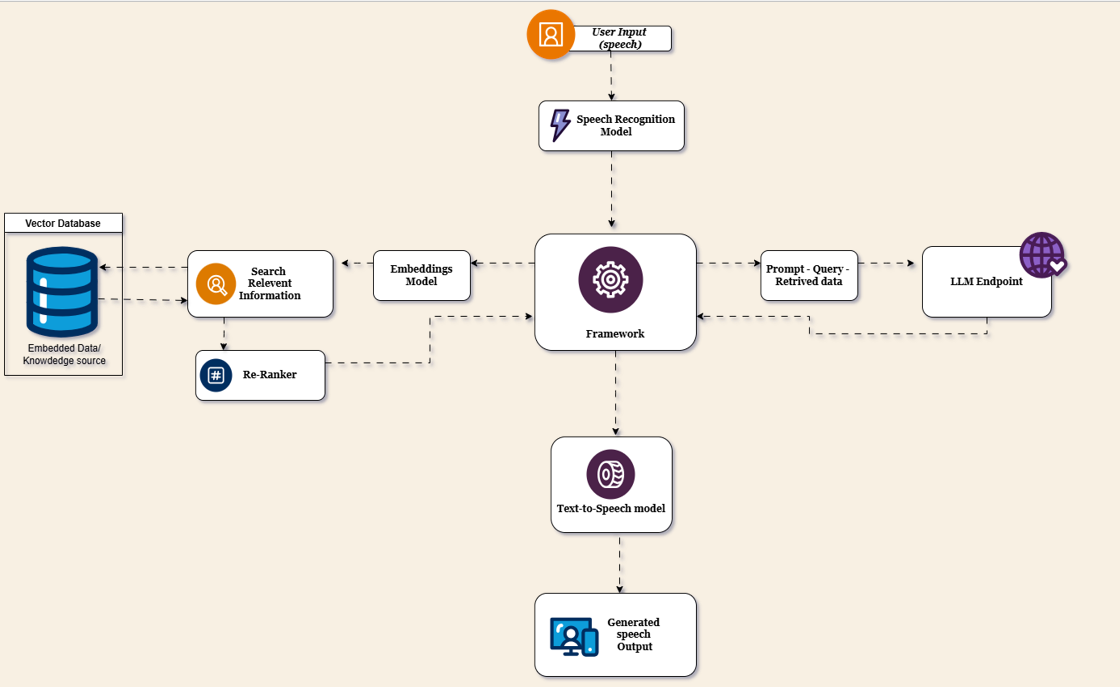 User Input
(speech)
Speech Recognition
Model
Vector Database
Embedded Data/
Knowledge source
Search
Relevent
Information
Embeddings
Model
Framework
Prompt - Query -
Retrived data
LLM Endpoint
Re-Ranker
Text-to-Speech model
Generated
speech
Output